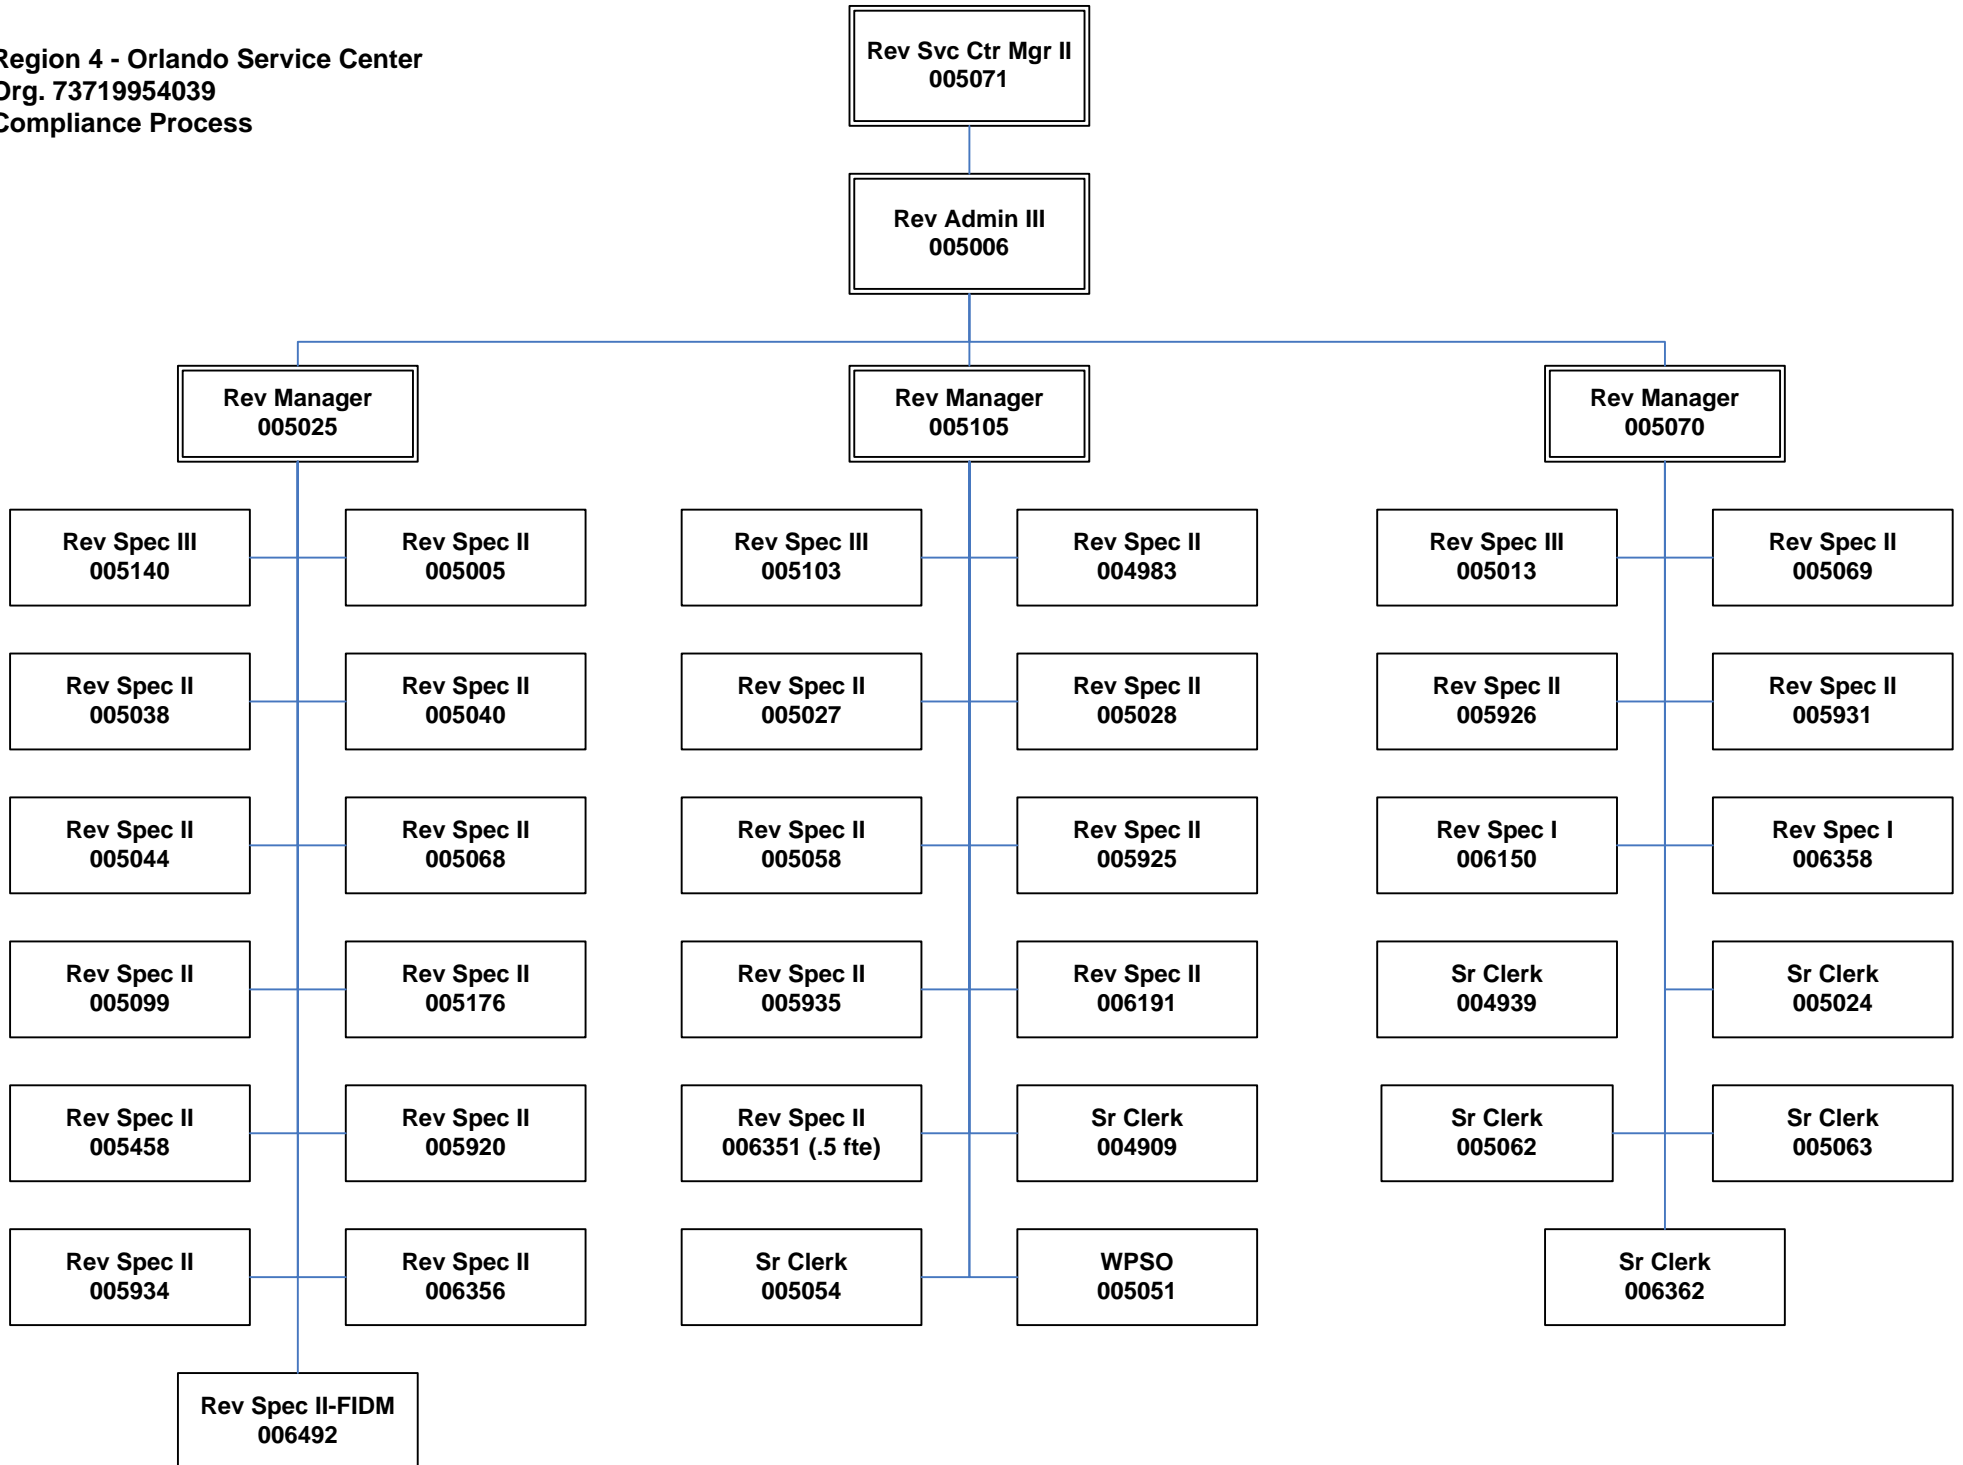 Region 4 - Orlando Service Center
Org. 73719954039
Compliance Process
Rev Svc Ctr Mgr II
005071
Rev Admin III
005006
Rev Manager
005025
Rev Manager
005105
Rev Manager
005070
Rev Spec III
005140
Rev Spec II
005005
Rev Spec III
005103
Rev Spec II
004983
Rev Spec III
005013
Rev Spec II
005069
Rev Spec II
005038
Rev Spec II
005040
Rev Spec II
005027
Rev Spec II
005028
Rev Spec II
005926
Rev Spec II
005931
Rev Spec II
005044
Rev Spec II
005068
Rev Spec II
005058
Rev Spec II
005925
Rev Spec I
006150
Rev Spec I
006358
Rev Spec II
005099
Rev Spec II
005176
Rev Spec II
005935
Rev Spec II
006191
Sr Clerk
004939
Sr Clerk
005024
Rev Spec II
005458
Rev Spec II
005920
Rev Spec II
006351 (.5 fte)
Sr Clerk
004909
Sr Clerk
005062
Sr Clerk
005063
Rev Spec II
005934
Rev Spec II
006356
Sr Clerk
005054
WPSO
005051
Sr Clerk
006362
Rev Spec II-FIDM
006492